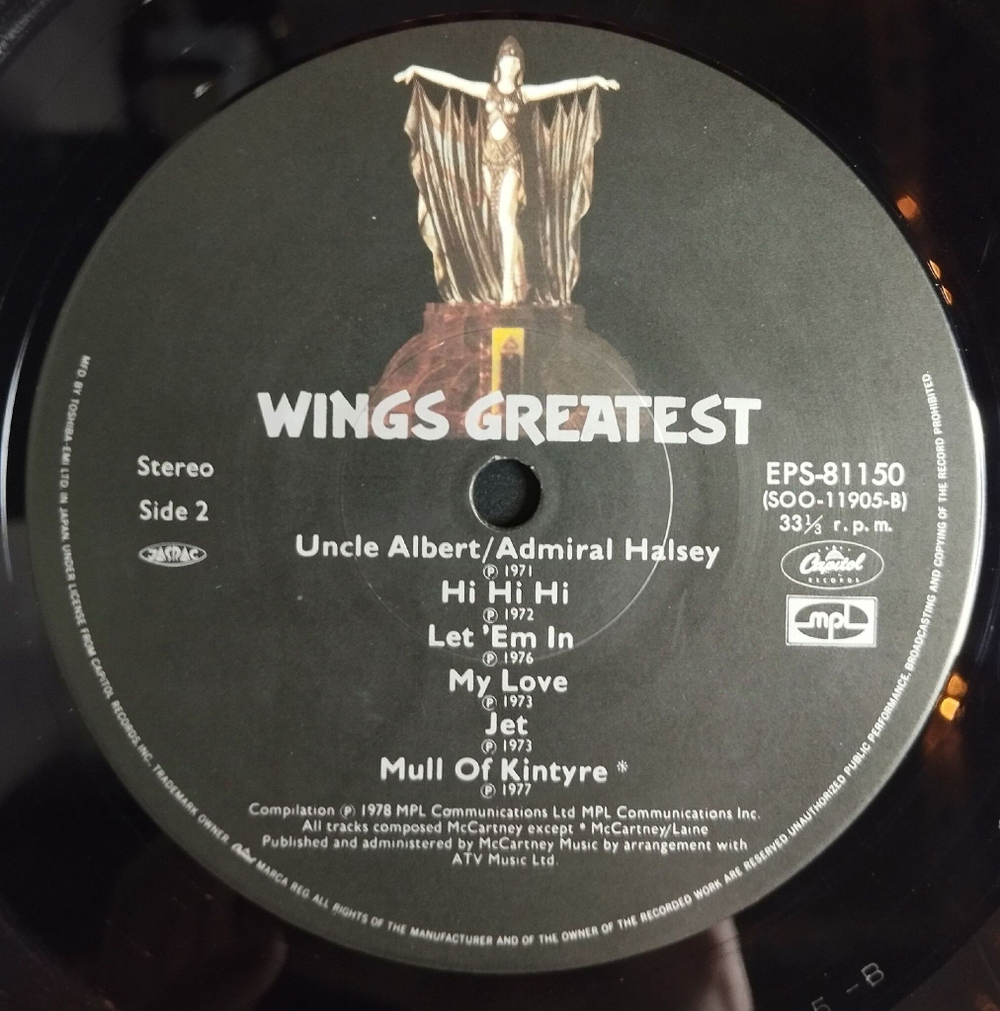 WINGS GREATEST
Stereo
Side 2
JASRAC
EPS-81150
(SOO-11905-B)
33⅓ r.p.m.
Capitol
RECORDS
mpl
Uncle Albert/Admiral Halsey
℗ 1971
Hi Hi Hi
℗ 1972
Let 'Em In
℗ 1976
My Love
℗ 1973
Jet
℗ 1973
Mull Of Kintyre *
℗ 1977
Compilation ℗ 1978 MPL Communications Ltd MPL Communications Inc.
All tracks composed McCartney except * McCartney/Laine
Published and administered by McCartney Music by arrangement with
ATV Music Ltd.
MFD BY TOSHIBA-EMI LTD IN JAPAN UNDER LICENSE FROM CAPITOL RECORDS, INC. TRADEMARK OWNER. Capitol MARCA REG ALL RIGHTS OF THE MANUFACTURER AND OF THE OWNER OF THE RECORDED WORK ARE RESERVED UNAUTHORIZED PUBLIC PERFORMANCE, BROADCASTING AND COPYING OF THE RECORD PROHIBITED.
5-B